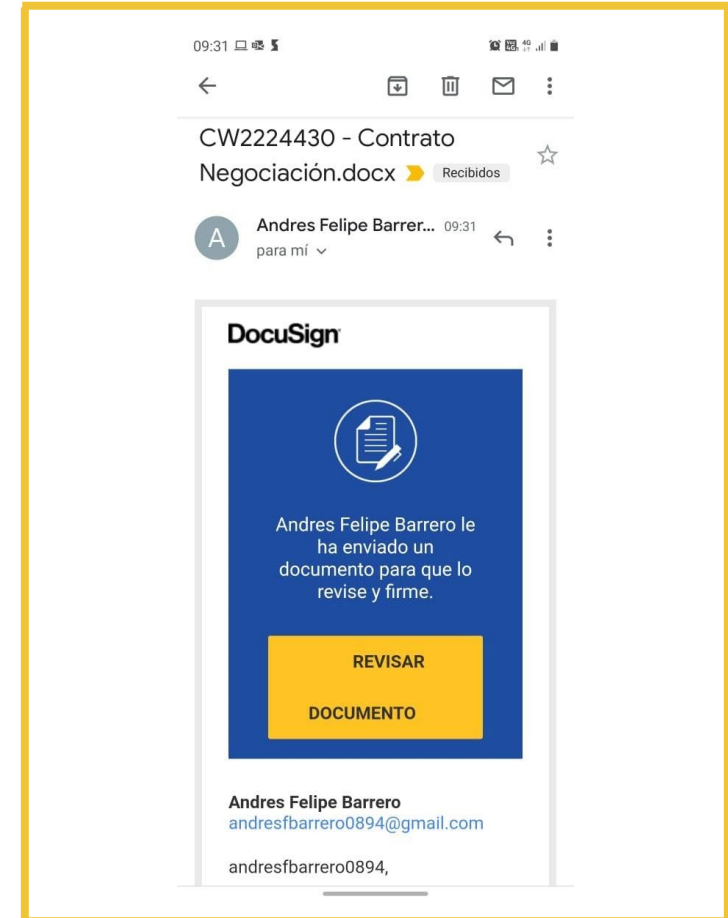 09:31
4G
CW2224430 - Contrato
Negociación.docx Recibidos
A
Andres Felipe Barrer... 09:31
para mí
DocuSign
Andres Felipe Barrero le
ha enviado un
documento para que lo
revise y firme.
REVISAR
DOCUMENTO
Andres Felipe Barrero
andresfbarrero0894@gmail.com
andresfbarrero0894,